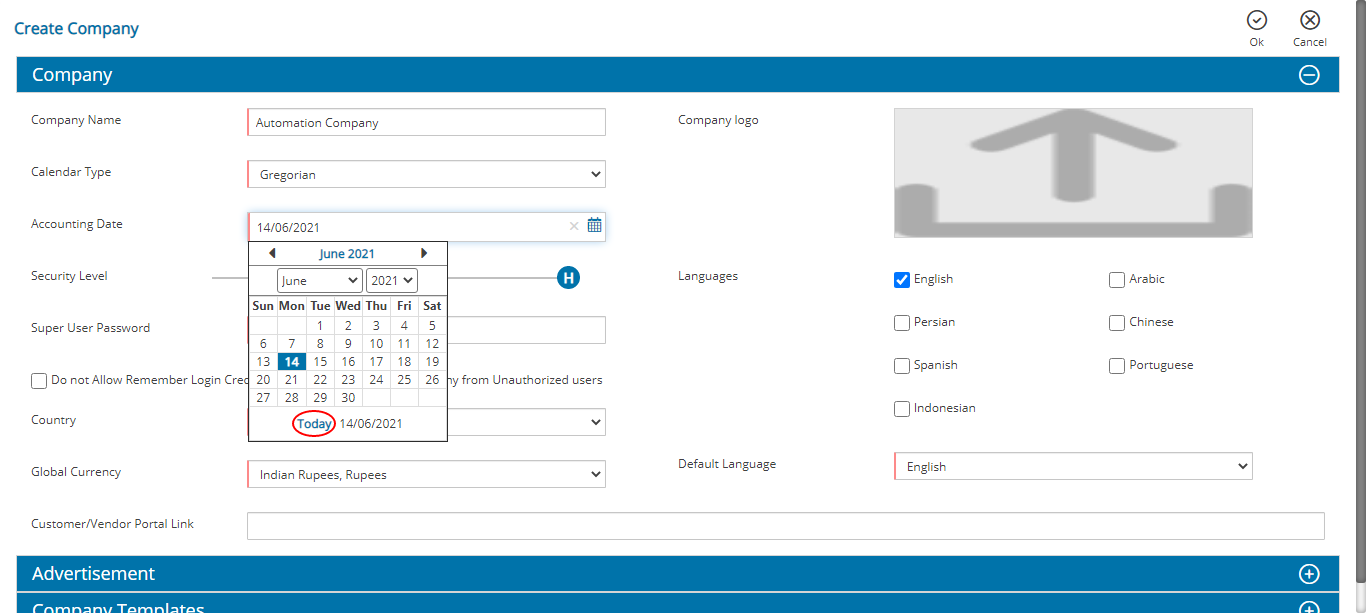 Create Company
Ok
Cancel
Company
Company Name
Automation Company
Company logo
Calendar Type
Gregorian
Accounting Date
14/06/2021
June 2021
June
2021
Sun Mon Tue Wed Thu Fri Sat
1 2 3 4 5
6 7 8 9 10 11 12
13 14 15 16 17 18 19
20 21 22 23 24 25 26
27 28 29 30
Today 14/06/2021
Security Level
H
Languages
English
Arabic
Persian
Chinese
Spanish
Portuguese
Indonesian
Super User Password
Do not Allow Remember Login
from Unauthorized users
Country
Global Currency
Indian Rupees, Rupees
Default Language
English
Customer/Vendor Portal Link
Advertisement
Company Templates